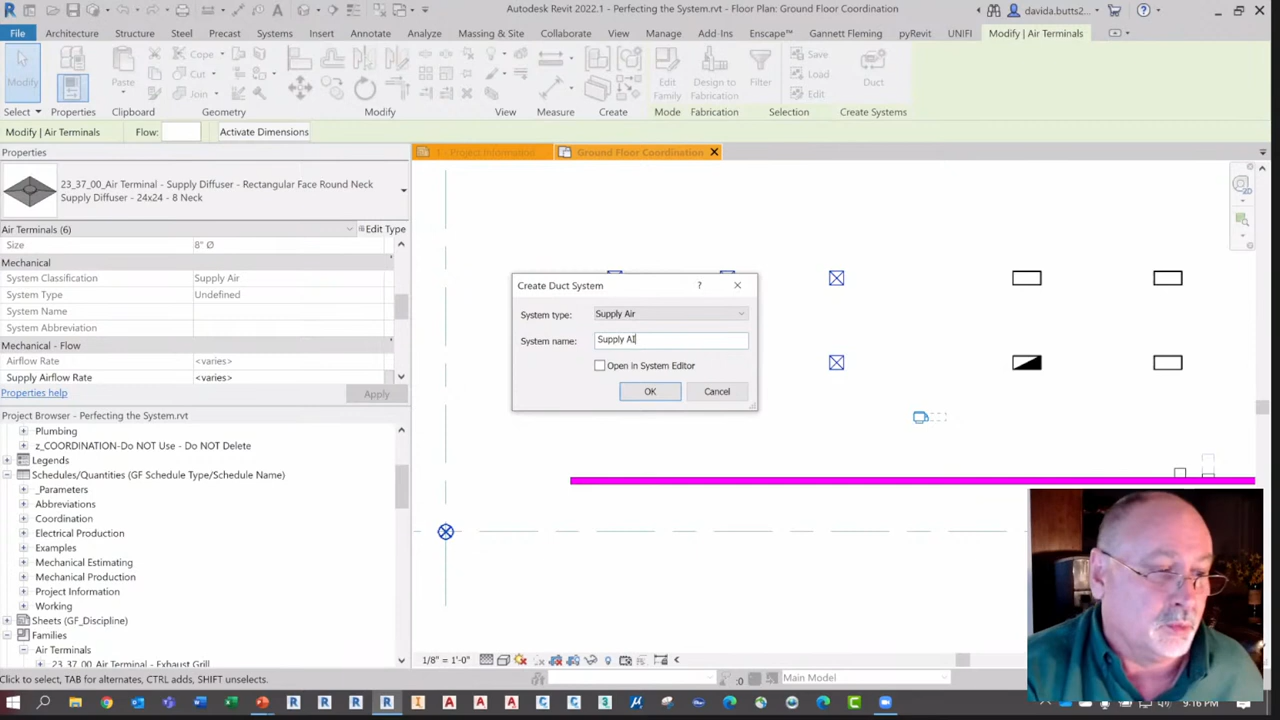 Autodesk Revit 2022.1 - Perfecting the System.rvt - Floor Plan: Ground Floor Coordination
davida.butts2...
File Architecture Structure Steel Precast Systems Insert Annotate Analyze Massing & Site Collaborate View Manage Add-Ins Enscape™ Gannett Fleming pyRevit UNIFI Modify | Air Terminals
Modify Paste Cope Cut Join Edit Family Design to Fabrication Filter Save Load Edit Duct
Select Properties Clipboard Geometry Modify View Measure Create Mode Fabrication Selection Create Systems
Modify | Air Terminals Flow: Activate Dimensions
Properties
1 - Project Information Ground Floor Coordination
23_37_00_Air Terminal - Supply Diffuser - Rectangular Face Round Neck
Supply Diffuser - 24x24 - 8 Neck
Air Terminals (6) Edit Type
Size 8" Ø
Mechanical
System Classification Supply Air
System Type Undefined
System Name
System Abbreviation
Mechanical - Flow
Airflow Rate <varies>
Supply Airflow Rate <varies>
Properties help Apply
Create Duct System ?
System type: Supply Air
System name: Supply AI
Open in System Editor
OK Cancel
Project Browser - Perfecting the System.rvt
Plumbing
z_COORDINATION-Do NOT Use - Do NOT Delete
Legends
Schedules/Quantities (GF Schedule Type/Schedule Name)
_Parameters
Abbreviations
Coordination
Electrical Production
Examples
Mechanical Estimating
Mechanical Production
Project Information
Working
Sheets (GF_Discipline)
Families
Air Terminals
23_37_00_Air Terminal - Exhaust Grill
1/8" = 1'-0"
Click to select, TAB for alternates, CTRL adds, SHIFT unselects.
:0 Main Model
9:16 PM